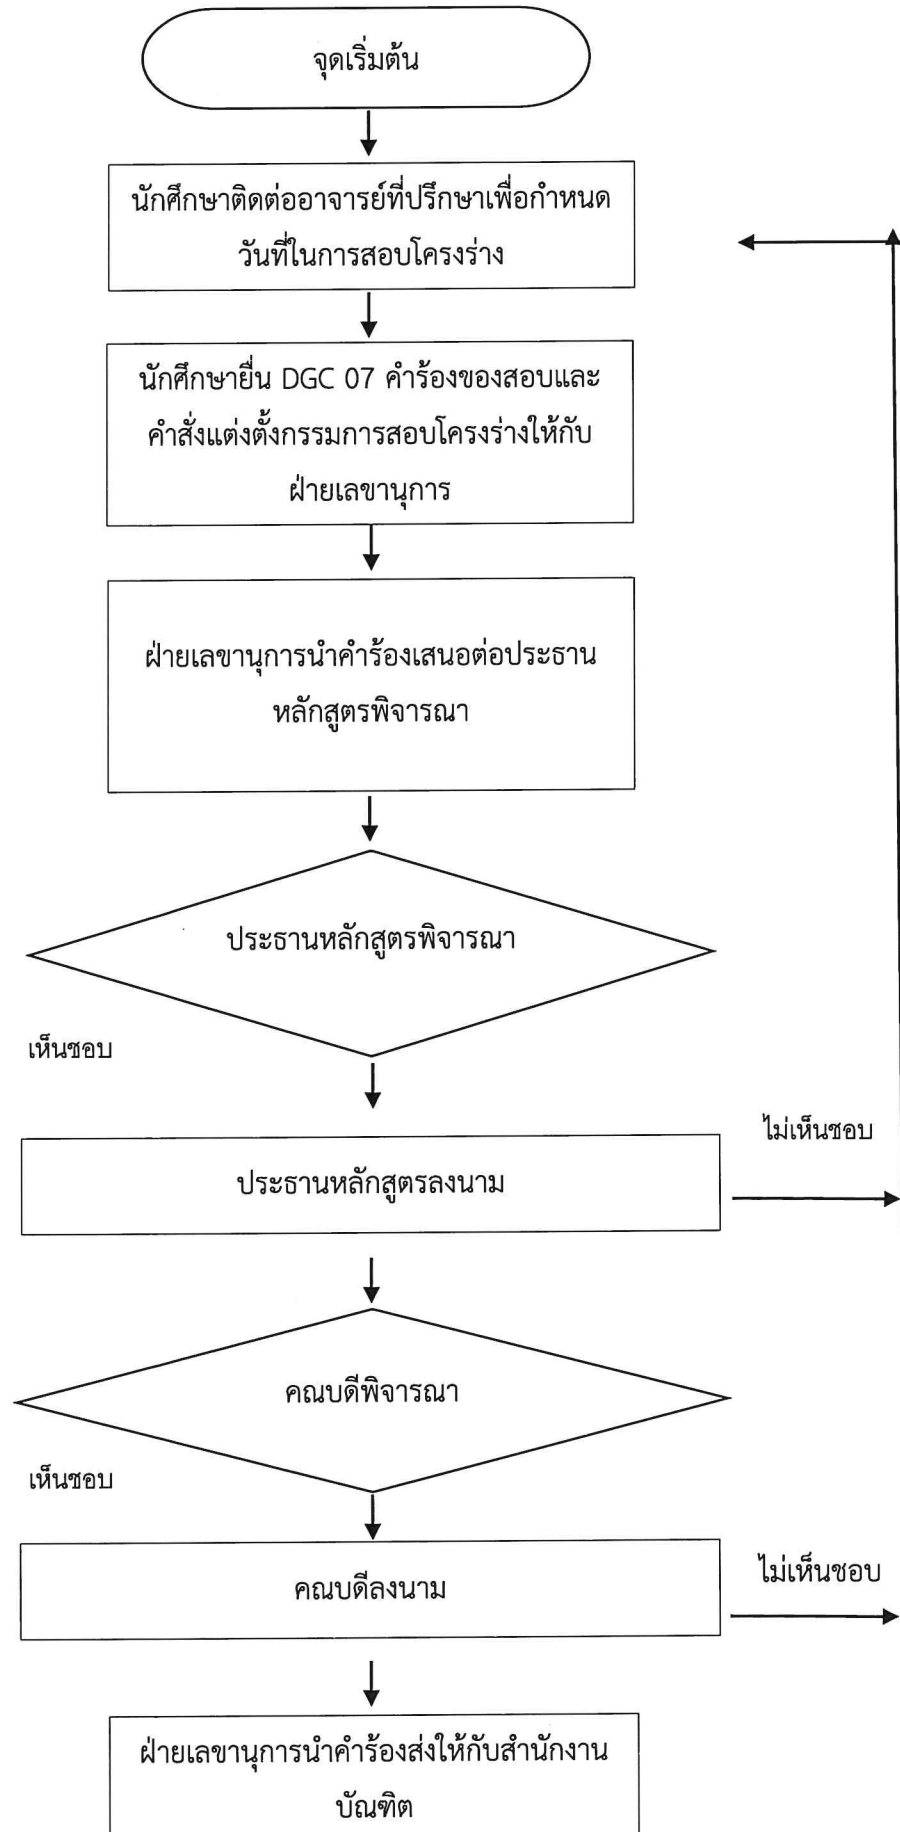 จุดเริ่มต้น
นักศึกษาติดต่ออาจารย์ที่ปรึกษาเพื่อกำหนด
วันที่ในการสอบโครงร่าง
นักศึกษายื่น DGC 07 คำร้องของสอบและ
คำสั่งแต่งตั้งกรรมการสอบโครงร่างให้กับ
ฝ่ายเลขานุการ
ฝ่ายเลขานุการนำคำร้องเสนอต่อประธาน
หลักสูตรพิจารณา
ประธานหลักสูตรพิจารณา
เห็นชอบ
ไม่เห็นชอบ
ประธานหลักสูตรลงนาม
คณบดีพิจารณา
เห็นชอบ
ไม่เห็นชอบ
คณบดีลงนาม
ฝ่ายเลขานุการนำคำร้องส่งให้กับสำนักงาน
บัณฑิต